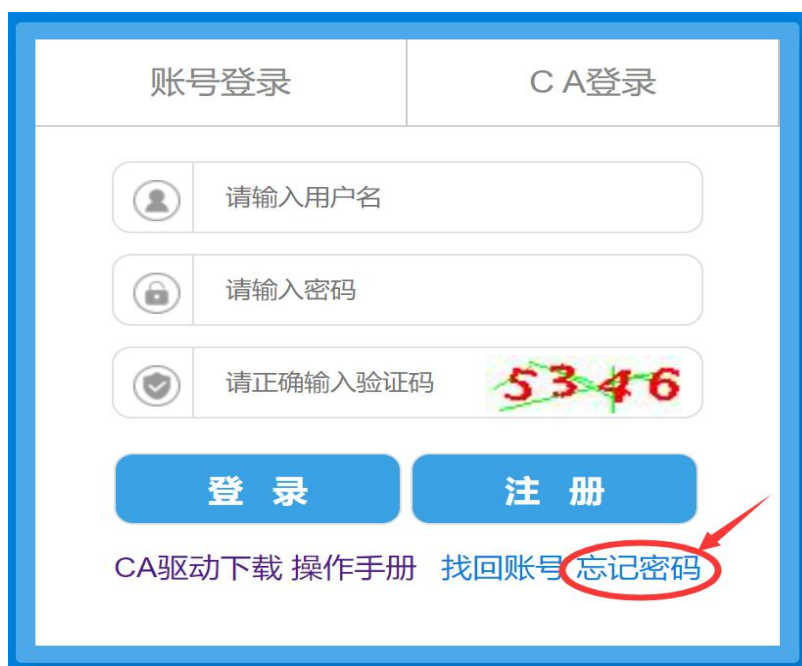 账号登录 CA登录
请输入用户名
请输入密码
请正确输入验证码 5346
登 录 注 册
CA驱动下载 操作手册 找回账号 忘记密码